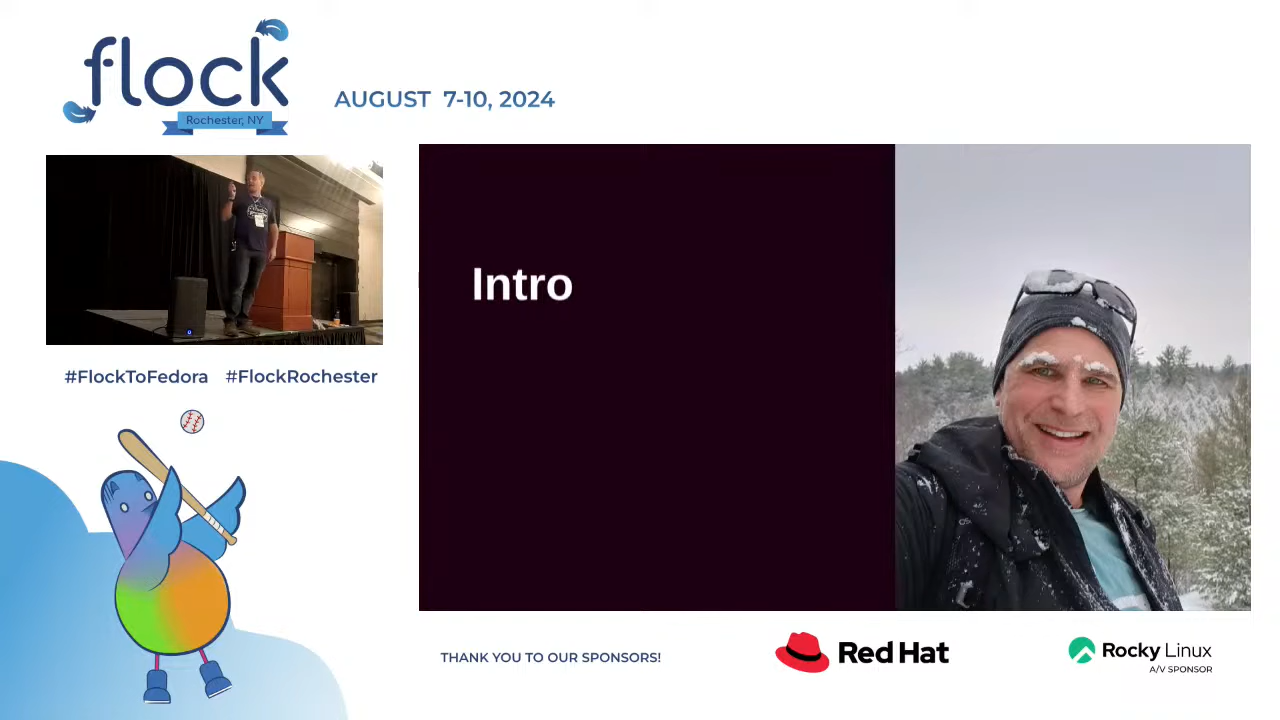 flock
Rochester, NY
AUGUST 7-10, 2024
Intro
#FlockToFedora #FlockRochester
THANK YOU TO OUR SPONSORS!
Red Hat
Rocky Linux
A/V SPONSOR